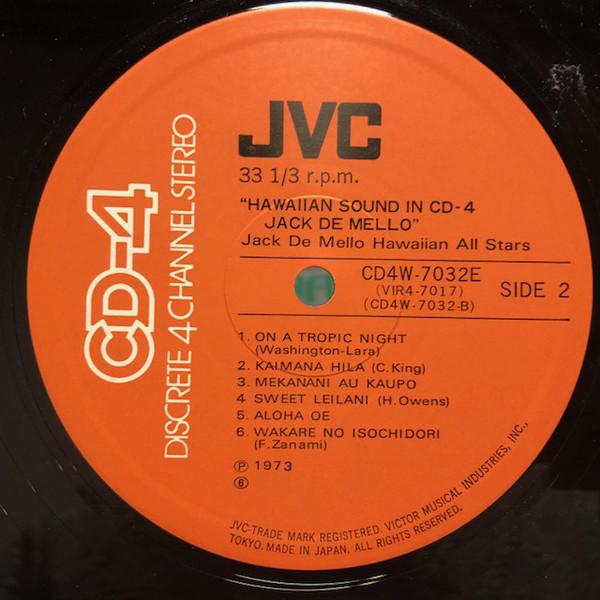 CD-4
DISCRETE 4 CHANNEL STEREO
JVC
33 1/3 r.p.m.
"HAWAIIAN SOUND IN CD-4
JACK DE MELLO"
Jack De Mello Hawaiian All Stars
CD4W-7032E
(VIR4-7017)
(CD4W-7032-B)
SIDE 2
1. ON A TROPIC NIGHT
(Washington-Lara)
2. KAIMANA HILA (C.King)
3. MEKANANI AU KAUPO
4 SWEET LEILANI (H.Owens)
5. ALOHA OE
6. WAKARE NO ISOCHIDORI
(F.Zanami)
Ⓟ 1973
⑥
JVC-TRADE MARK REGISTERED. VICTOR MUSICAL INDUSTRIES, INC.,
TOKYO. MADE IN JAPAN. ALL RIGHTS RESERVED.